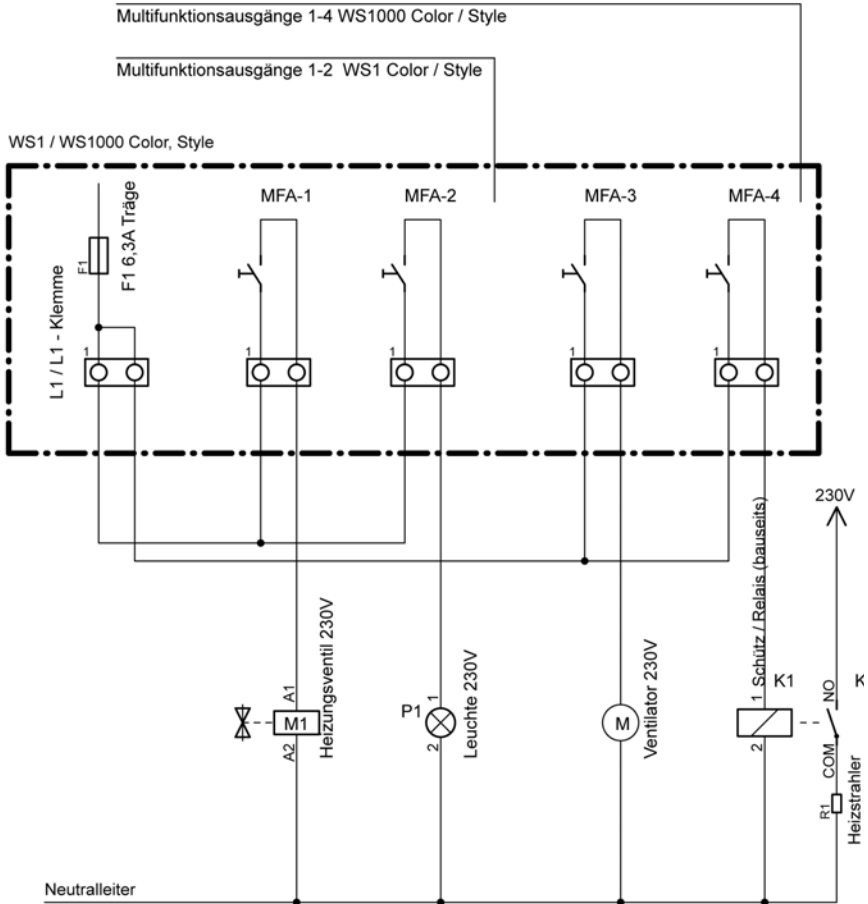 Multifunktionsausgänge 1-4 WS1000 Color / Style
Multifunktionsausgänge 1-2 WS1 Color / Style
WS1 / WS1000 Color, Style
MFA-1
MFA-2
MFA-3
MFA-4
F1
F1 6,3A Träge
L1 / L1 - Klemme
1
1
1
1
1
230V
Schütz / Relais (bauseits)
Heizungsventil 230V
A1
M1
A2
P1
1
2
Leuchte 230V
M
Ventilator 230V
1
K1
2
NO
K
COM
R1
Heizstrahler
Neutralleiter